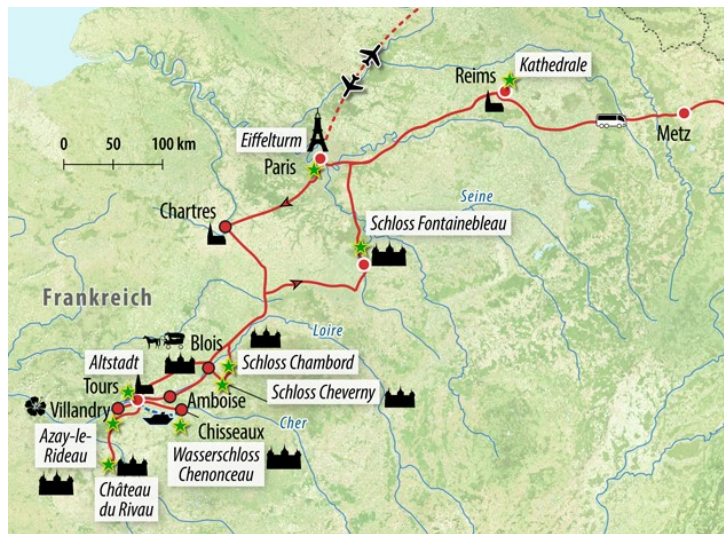 Kathedrale
Reims
Metz
0 50 100 km
Eiffelturm
Paris
Seine
Chartres
Schloss Fontainebleau
Frankreich
Loire
Blois
Altstadt
Schloss Chambord
Tours
Schloss Cheverny
Amboise
Villandry
Cher
Chisseaux
Azay-le-
Rideau
Wasserschloss
Chenonceau
Château
du Rivau